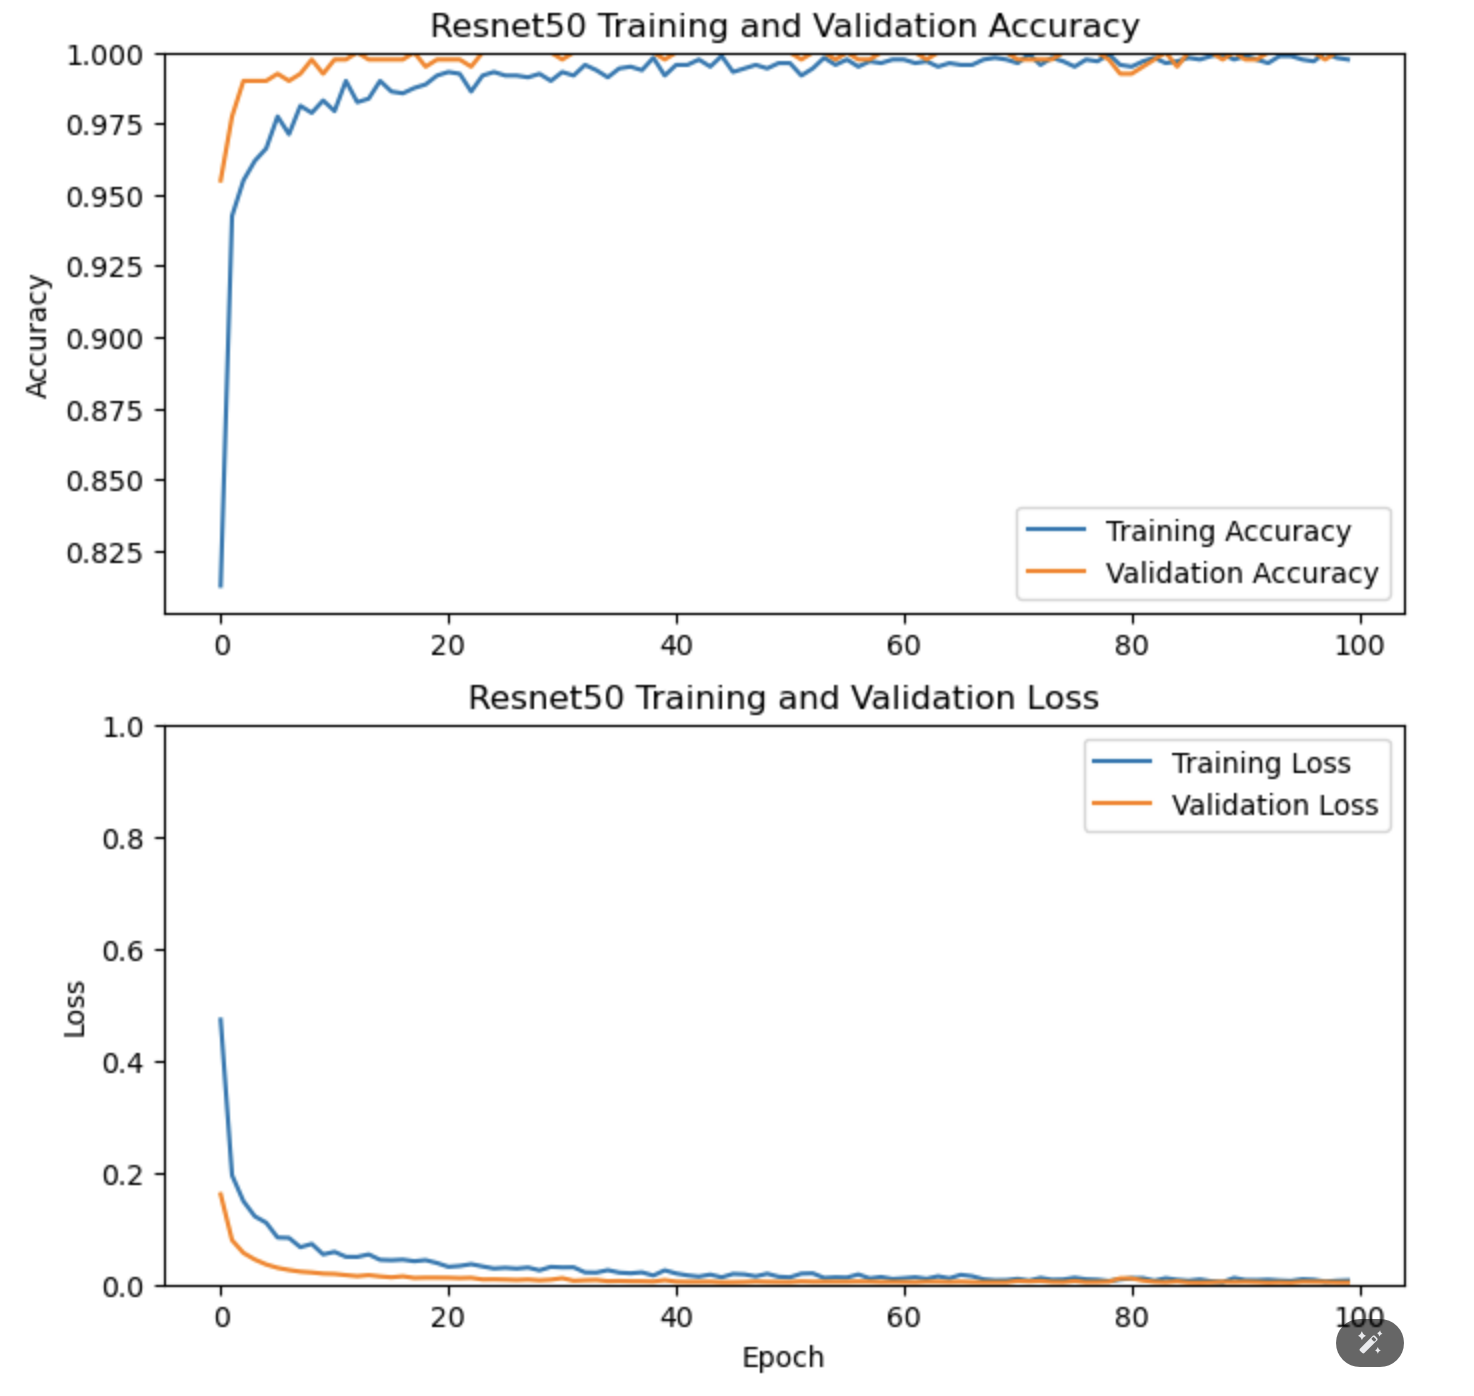 Resnet50 Training and Validation Accuracy
1.000
0.975
0.950
0.925
0.900
0.875
0.850
0.825
Accuracy
Training Accuracy
Validation Accuracy
0 20 40 60 80 100
Resnet50 Training and Validation Loss
1.0
0.8
0.6
0.4
0.2
0.0
Loss
Training Loss
Validation Loss
0 20 40 60 80 100
Epoch